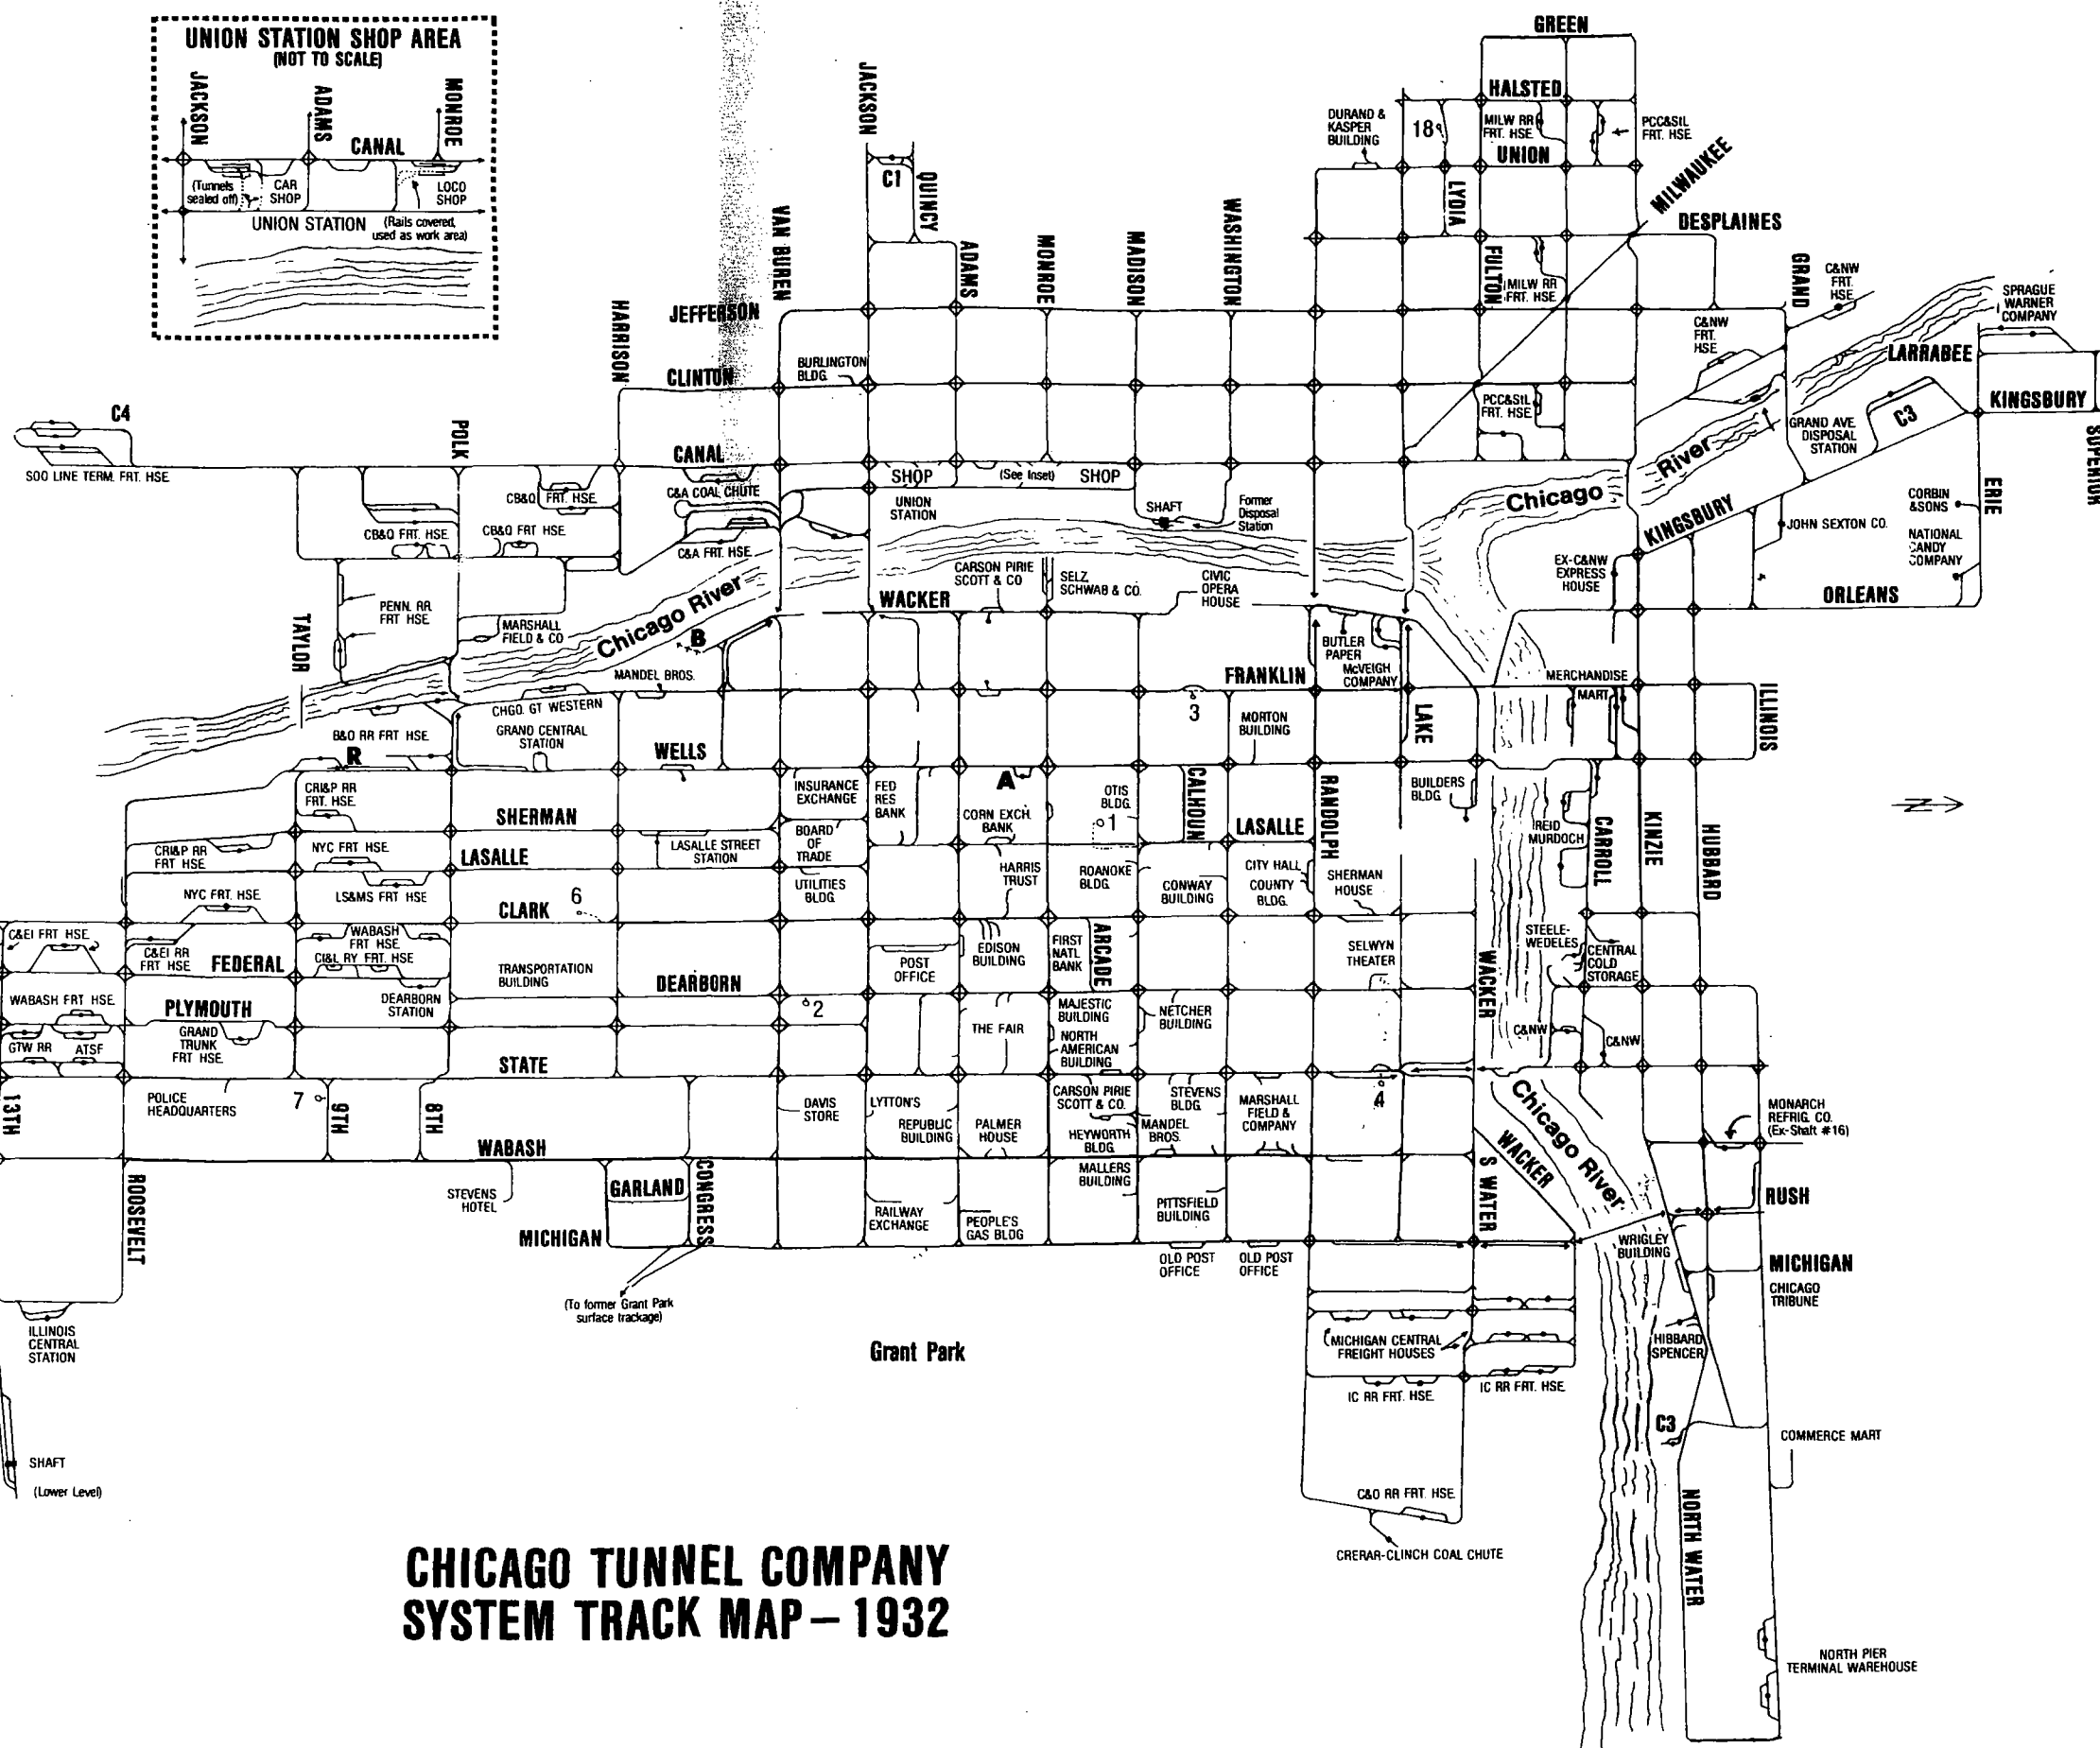 UNION STATION SHOP AREA
(NOT TO SCALE)
JACKSON
ADAMS
MONROE
CANAL
(Tunnels
sealed off)
CAR
SHOP
LOCO
SHOP
UNION STATION
(Rails covered,
used as work area)
GREEN
HALSTED
DURAND &
KASPER
BUILDING
18
MILW RR
FRT. HSE.
PCC&StL
FRT. HSE.
UNION
MILWAUKEE
JACKSON
C1
QUINCY
LYDIA
DESPLAINES
VAN BUREN
ADAMS
MONROE
MADISON
WASHINGTON
FULTON
MILW RR
FRT. HSE.
GRAND
C&NW
FRT.
HSE.
SPRAGUE
WARNER
COMPANY
HARRISON
JEFFERSON
C&NW
FRT.
HSE.
LARRABEE
BURLINGTON
BLDG.
CLINTON
PCC&StL
FRT. HSE.
KINGSBURY
C3
GRAND AVE.
DISPOSAL
STATION
SUPERIOR
C4
POLK
SOO LINE TERM. FRT. HSE.
CANAL
SHOP
(See Inset)
SHOP
Chicago
River
CB&Q FRT. HSE.
C&A COAL CHUTE
UNION
STATION
SHAFT
Former
Disposal
Station
KINGSBURY
CORBIN
&SONS
ERIE
JOHN SEXTON CO.
CB&Q FRT. HSE.
CB&Q FRT HSE.
C&A FRT. HSE.
NATIONAL
CANDY
COMPANY
CARSON PIRIE
SCOTT & CO
SELZ
SCHWAB & CO.
CIVIC
OPERA
HOUSE
EX-C&NW
EXPRESS
HOUSE
ORLEANS
WACKER
TAYLOR
PENN. RR
FRT. HSE.
MARSHALL
FIELD & CO
Chicago River
B
BUTLER
PAPER
McVEIGH
COMPANY
MANDEL BROS.
FRANKLIN
MERCHANDISE
MART
ILLINOIS
CHGO. GT WESTERN
3
MORTON
BUILDING
LAKE
B&O RR FRT HSE.
GRAND CENTRAL
STATION
R
WELLS
CRI&P RR
FRT. HSE.
INSURANCE
EXCHANGE
FED
RES
BANK
A
OTIS
BLDG.
CALHOUN
RANDOLPH
BUILDERS
BLDG.
SHERMAN
CORN EXCH.
BANK
1
LASALLE
REID
MURDOCH
CARROLL
KINZIE
HUBBARD
BOARD
OF
TRADE
CRI&P RR
FRT. HSE.
NYC FRT. HSE.
LASALLE
LASALLE STREET
STATION
HARRIS
TRUST
ROANOKE
BLDG.
CITY HALL
COUNTY
BLDG.
SHERMAN
HOUSE
NYC FRT. HSE.
LS&MS FRT HSE
CLARK
6
UTILITIES
BLDG.
CONWAY
BUILDING
C&EI FRT HSE.
C&EI RR
FRT HSE
FEDERAL
WABASH
FRT HSE.
CI&L RY FRT. HSE
POST
OFFICE
EDISON
BUILDING
FIRST
NATL
BANK
ARCADE
SELWYN
THEATER
STEELE-
WEDELES
CENTRAL
COLD
STORAGE
TRANSPORTATION
BUILDING
DEARBORN
WACKER
WABASH FRT HSE.
PLYMOUTH
DEARBORN
STATION
2
MAJESTIC
BUILDING
NETCHER
BUILDING
GTW RR
ATSF
GRAND
TRUNK
FRT HSE.
THE FAIR
NORTH
AMERICAN
BUILDING
C&NW
C&NW
STATE
13TH
POLICE
HEADQUARTERS
7
9TH
8TH
DAVIS
STORE
LYTTON'S
REPUBLIC
BUILDING
PALMER
HOUSE
CARSON PIRIE
SCOTT & CO.
HEYWORTH
BLDG.
STEVENS
BLDG.
MANDEL
BROS.
MARSHALL
FIELD &
COMPANY
4
Chicago River
MONARCH
REFRIG. CO.
(Ex-Shaft #16)
WABASH
WACKER
ROOSEVELT
STEVENS
HOTEL
GARLAND
CONGRESS
MALLERS
BUILDING
S WATER
RUSH
RAILWAY
EXCHANGE
PEOPLE'S
GAS BLDG
PITTSFIELD
BUILDING
MICHIGAN
OLD POST
OFFICE
OLD POST
OFFICE
WRIGLEY
BUILDING
MICHIGAN
CHICAGO
TRIBUNE
(To former Grant Park
surface trackage)
ILLINOIS
CENTRAL
STATION
Grant Park
MICHIGAN CENTRAL
FREIGHT HOUSES
HIBBARD
SPENCER
IC RR FRT. HSE.
IC RR FRT. HSE.
C3
COMMERCE MART
SHAFT
(Lower Level)
C&O RR FRT. HSE.
CRERAR-CLINCH COAL CHUTE
NORTH WATER
CHICAGO TUNNEL COMPANY
SYSTEM TRACK MAP – 1932
NORTH PIER
TERMINAL WAREHOUSE